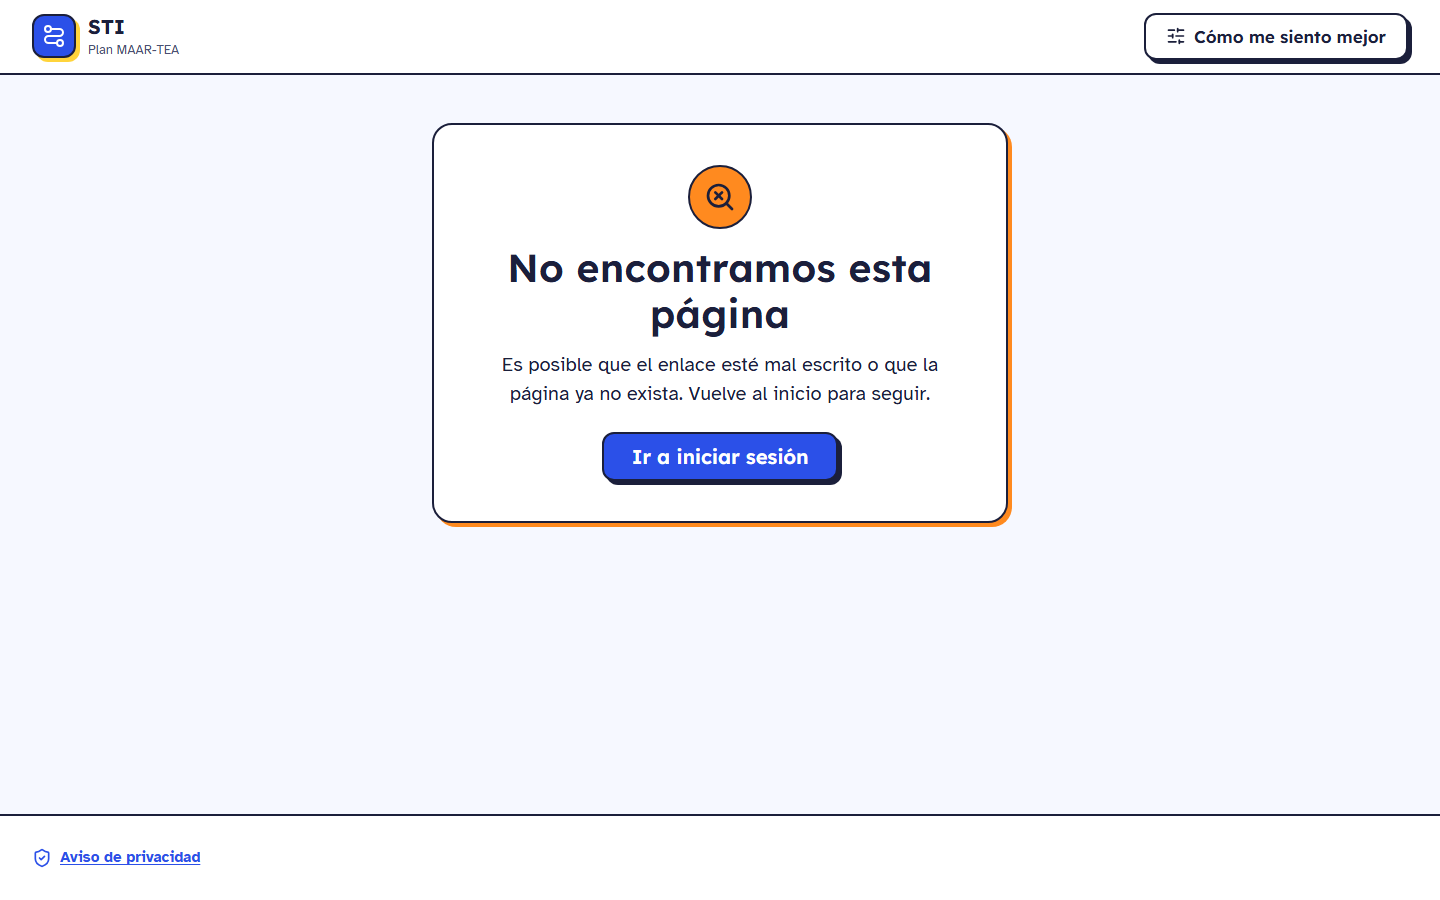 STI
Plan MAAR-TEA
Cómo me siento mejor
No encontramos esta
página
Es posible que el enlace esté mal escrito o que la
página ya no exista. Vuelve al inicio para seguir.
Ir a iniciar sesión
Aviso de privacidad